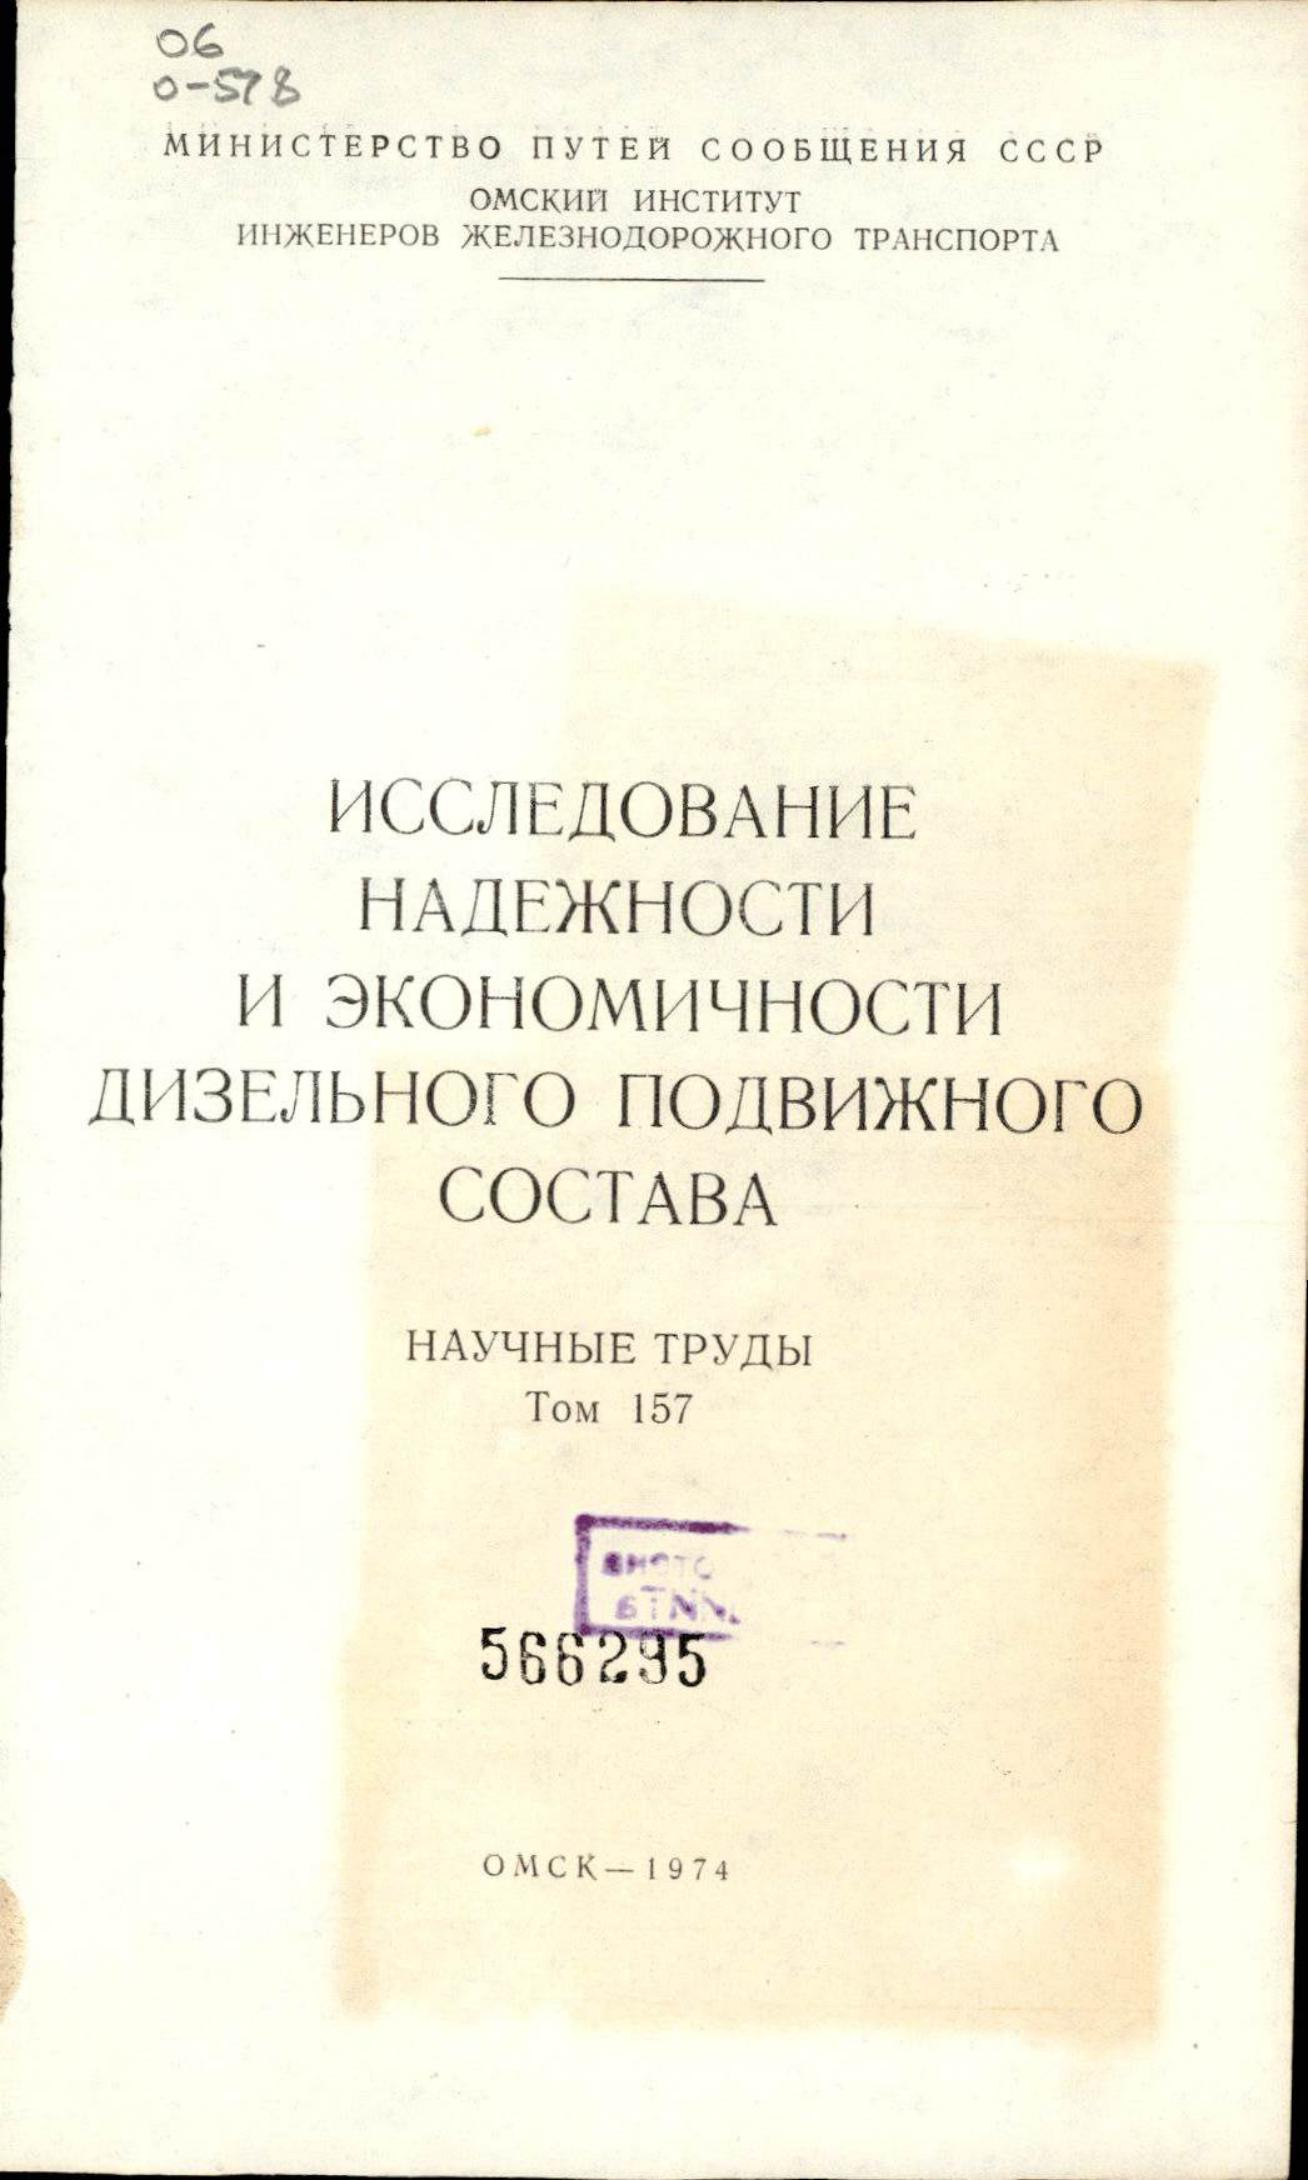 06
О-578
МИНИСТЕРСТВО ПУТЕЙ СООБЩЕНИЯ СССР
ОМСКИЙ ИНСТИТУТ
ИНЖЕНЕРОВ ЖЕЛЕЗНОДОРОЖНОГО ТРАНСПОРТА
ИССЛЕДОВАНИЕ
НАДЕЖНОСТИ
И ЭКОНОМИЧНОСТИ
ДИЗЕЛЬНОГО ПОДВИЖНОГО
СОСТАВА
НАУЧНЫЕ ТРУДЫ
Том 157
566295
ОМСК—1974